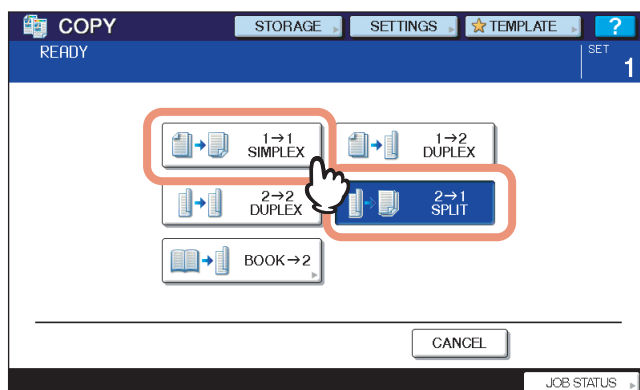 COPY
STORAGE
SETTINGS
TEMPLATE
?
READY
SET
1
1→1
SIMPLEX
1→2
DUPLEX
2→2
DUPLEX
2→1
SPLIT
BOOK→2
CANCEL
JOB STATUS